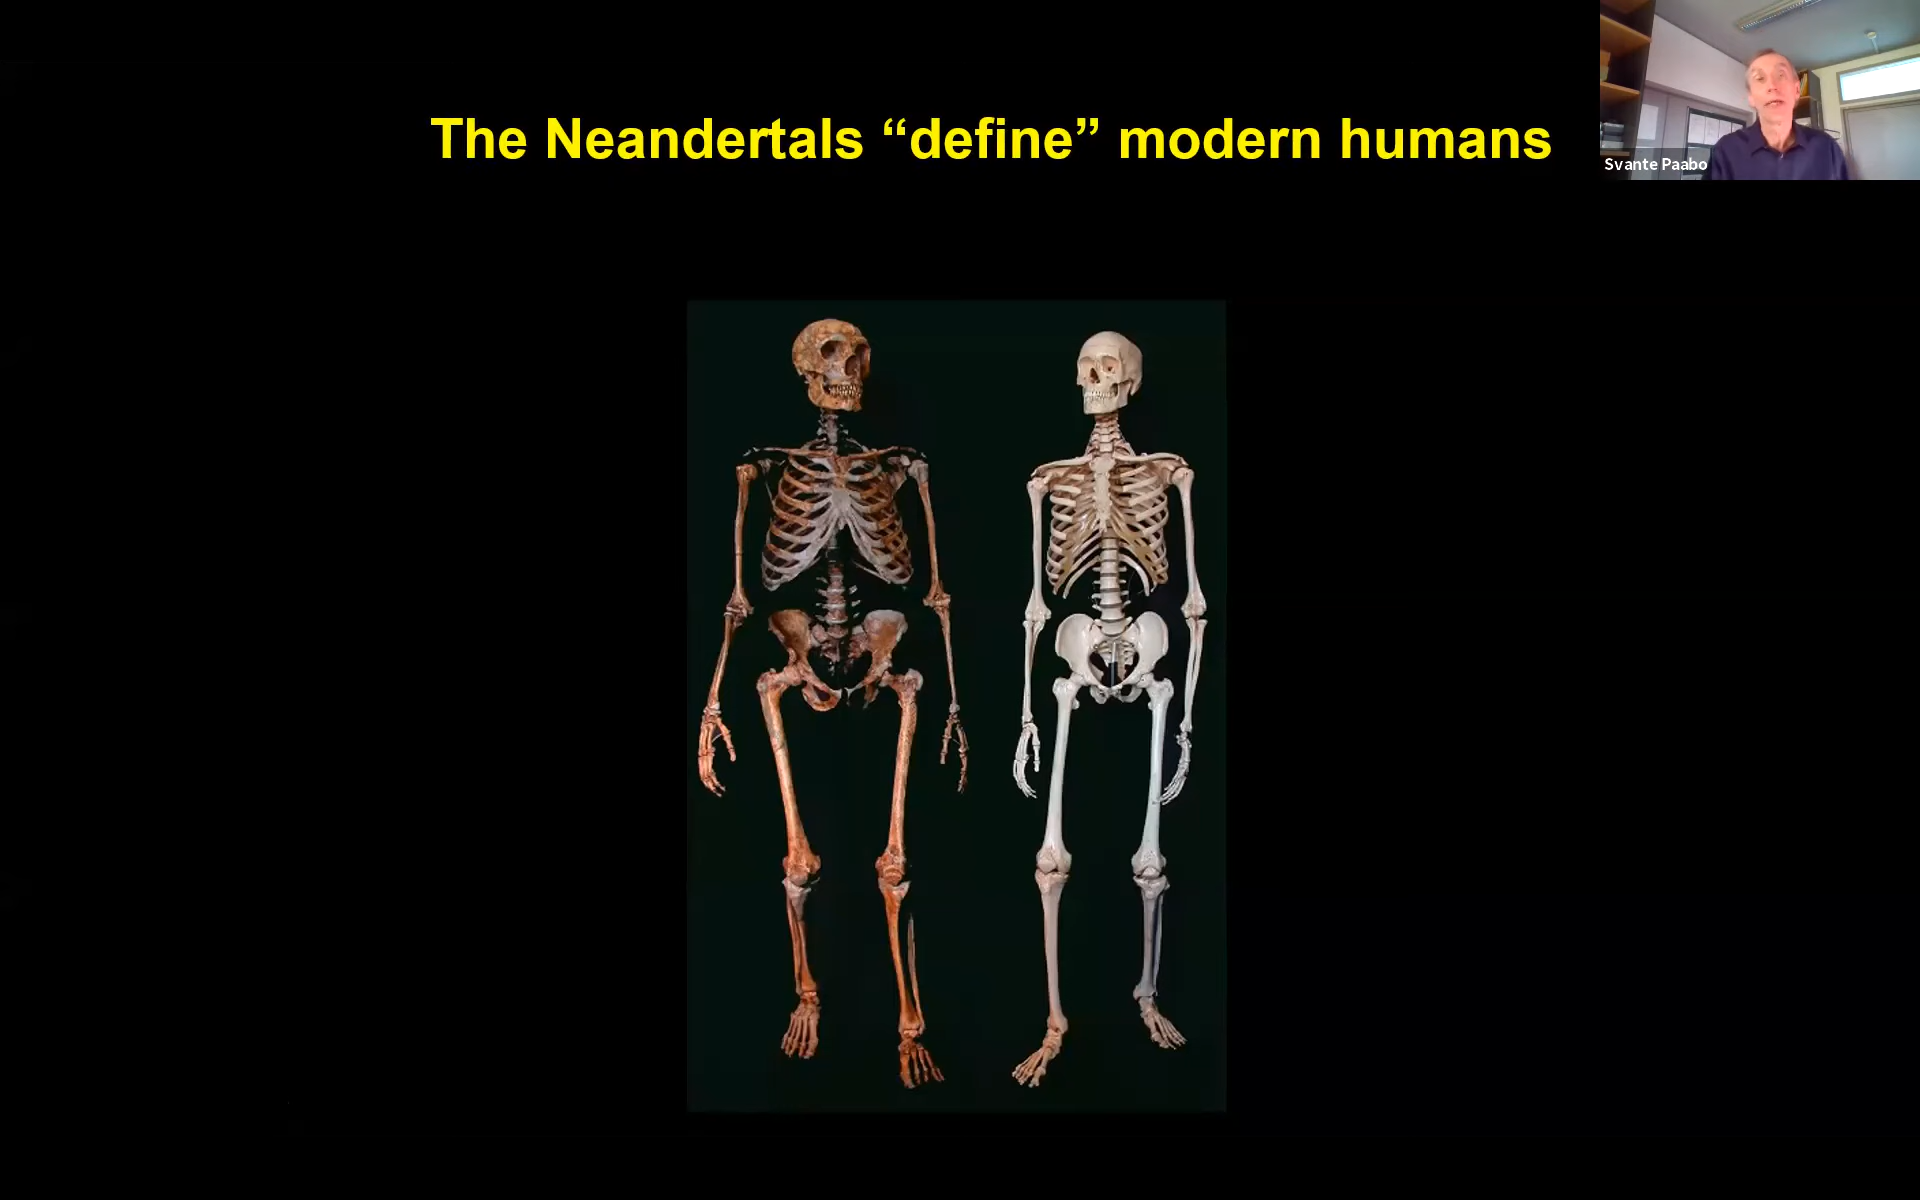 The Neandertals “define” modern humans
Svante Paabo